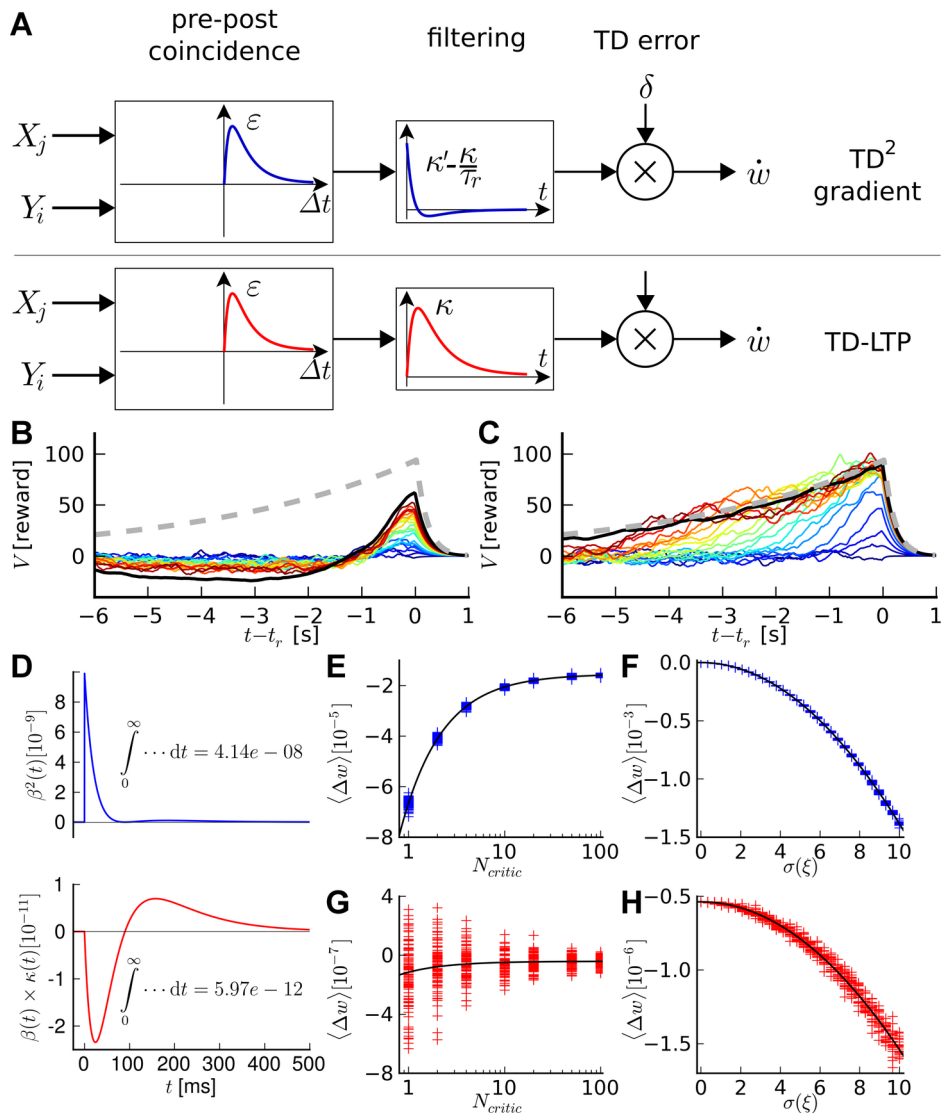 A
pre-post
coincidence
filtering
TD error
X_j
Y_i
ε
Δt
κ' - κ/τ_r
t
δ
×
ẇ
TD²
gradient
X_j
Y_i
ε
Δt
κ
t
×
ẇ
TD-LTP
B
V [reward]
100
50
0
−6 −5 −4 −3 −2 −1 0 1
t−t_r [s]
C
V [reward]
100
50
0
−6 −5 −4 −3 −2 −1 0 1
t−t_r [s]
D
β²(t)[10⁻⁹]
8
6
4
2
0
∫₀^∞ ⋯ dt = 4.14e − 08
β(t) × κ(t)[10⁻¹¹]
1
0
-1
-2
∫₀^∞ ⋯ dt = 5.97e − 12
0 100 200 300 400 500
t [ms]
E
⟨Δw⟩[10⁻⁵]
−2
−4
−6
−8
1 10 100
N_critic
F
⟨Δw⟩[10⁻³]
0.0
−0.5
−1.0
−1.5
0 2 4 6 8 10
σ(ξ)
G
⟨Δw⟩[10⁻⁷]
4
2
0
−2
−4
−6
−8
1 10 100
N_critic
H
⟨Δw⟩[10⁻⁶]
−0.5
−1.0
−1.5
0 2 4 6 8 10
σ(ξ)